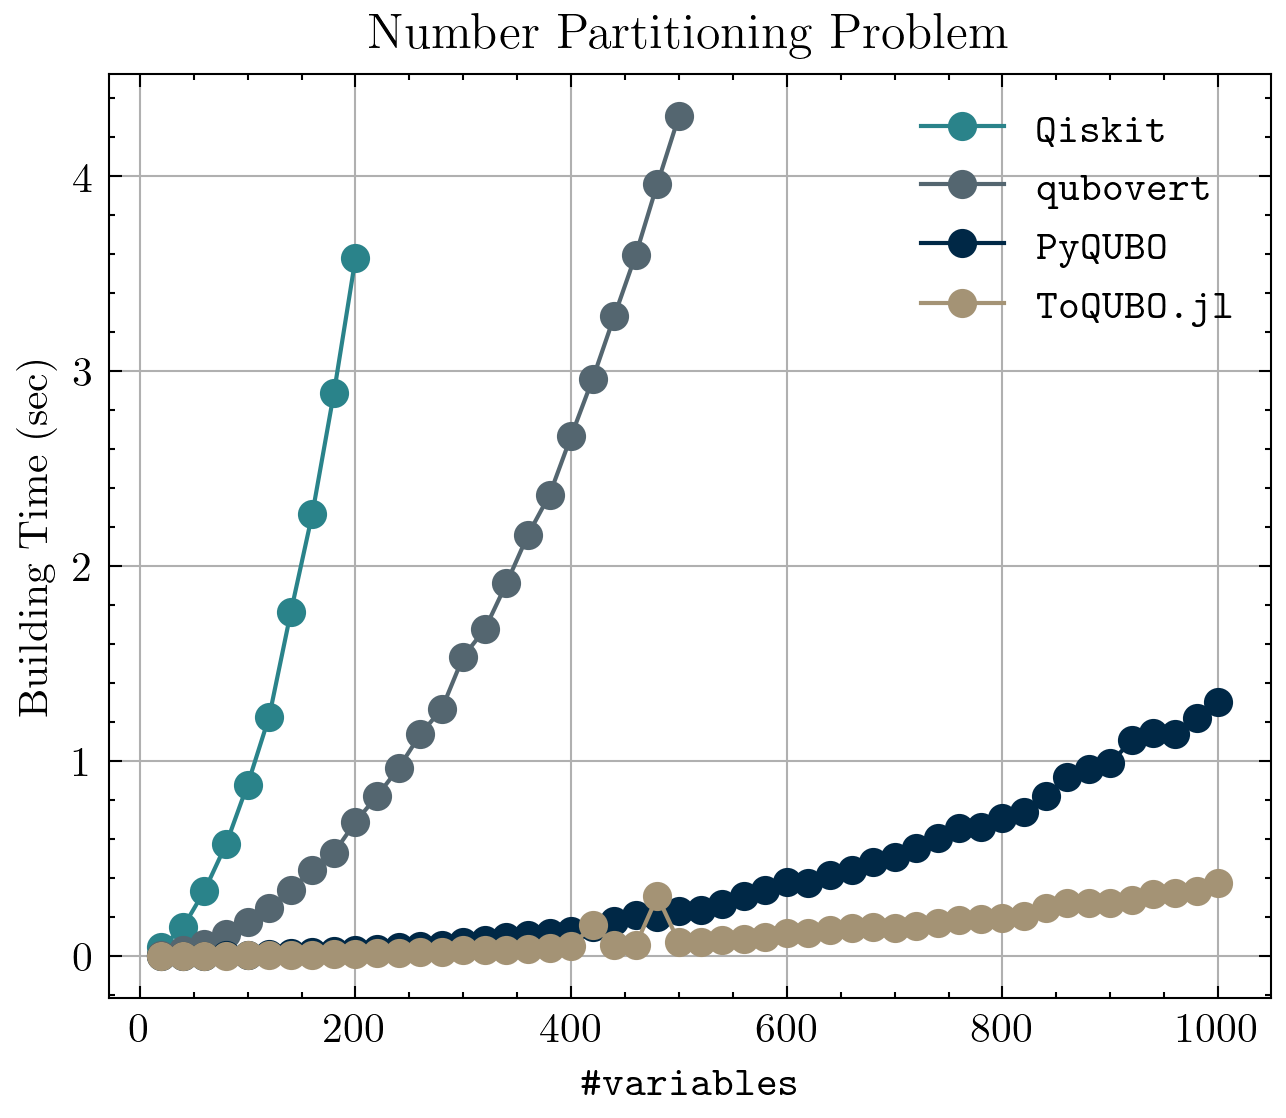 Number Partitioning Problem
Qiskit
qubovert
PyQUBO
ToQUBO.jl
Building Time (sec)
4
3
2
1
0
0 200 400 600 800 1000
#variables